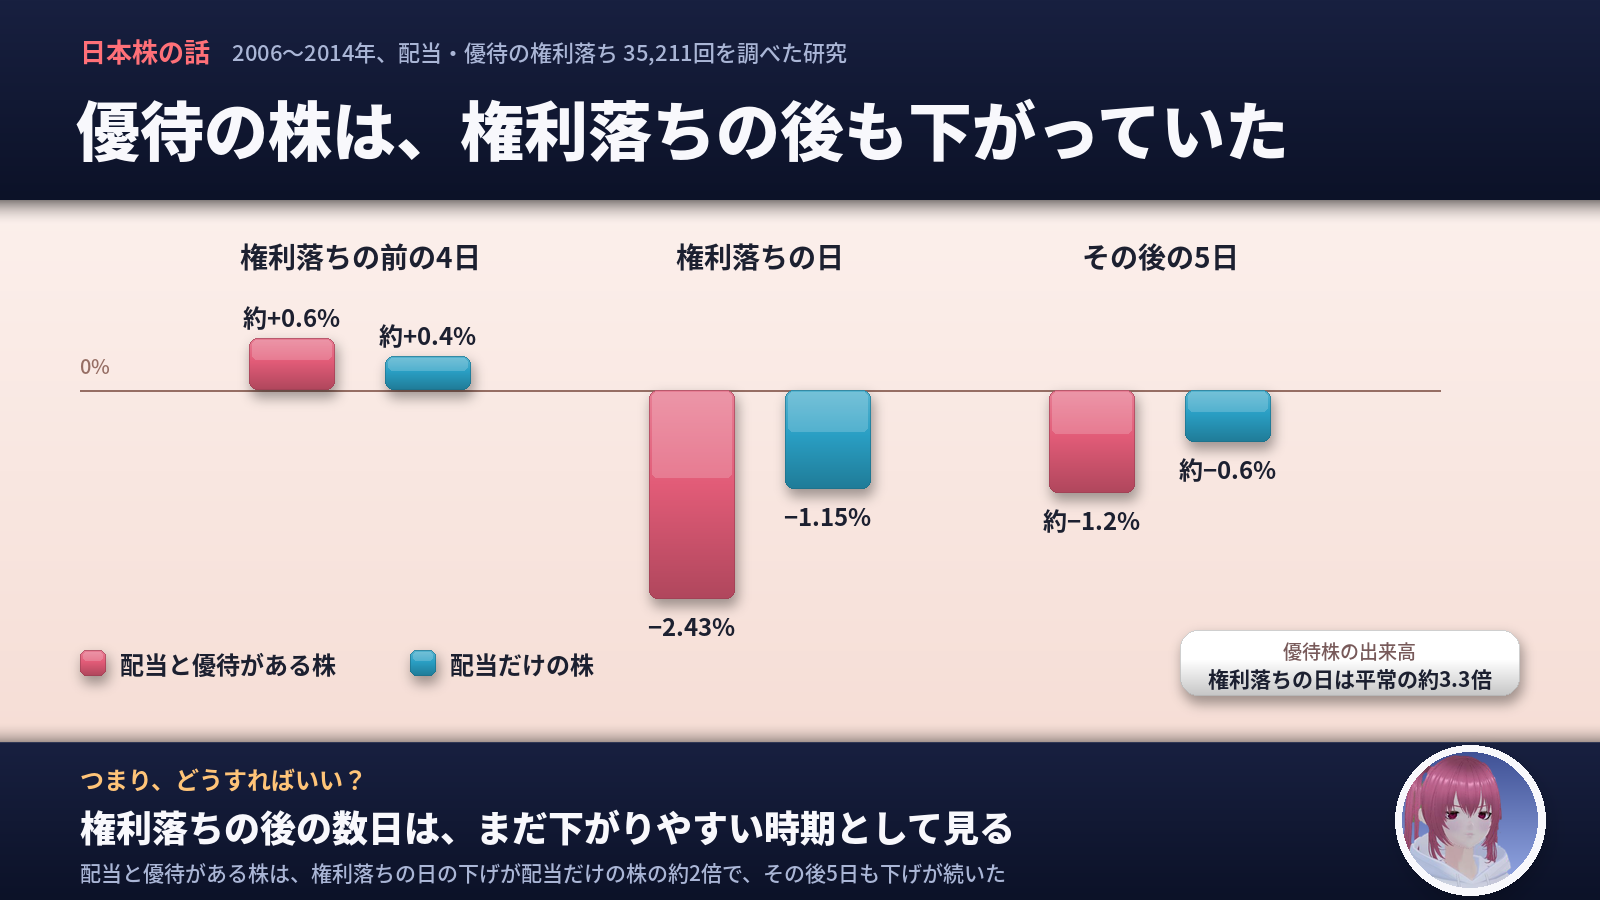 日本株の話 2006〜2014年、配当・優待の権利落ち 35,211回を調べた研究
優待の株は、権利落ちの後も下がっていた
権利落ちの前の4日
権利落ちの日
その後の5日
約+0.6%
約+0.4%
0%
−2.43%
−1.15%
約−1.2%
約−0.6%
配当と優待がある株
配当だけの株
優待株の出来高
権利落ちの日は平常の約3.3倍
つまり、どうすればいい？
権利落ちの後の数日は、まだ下がりやすい時期として見る
配当と優待がある株は、権利落ちの日の下げが配当だけの株の約2倍で、その後5日も下げが続いた